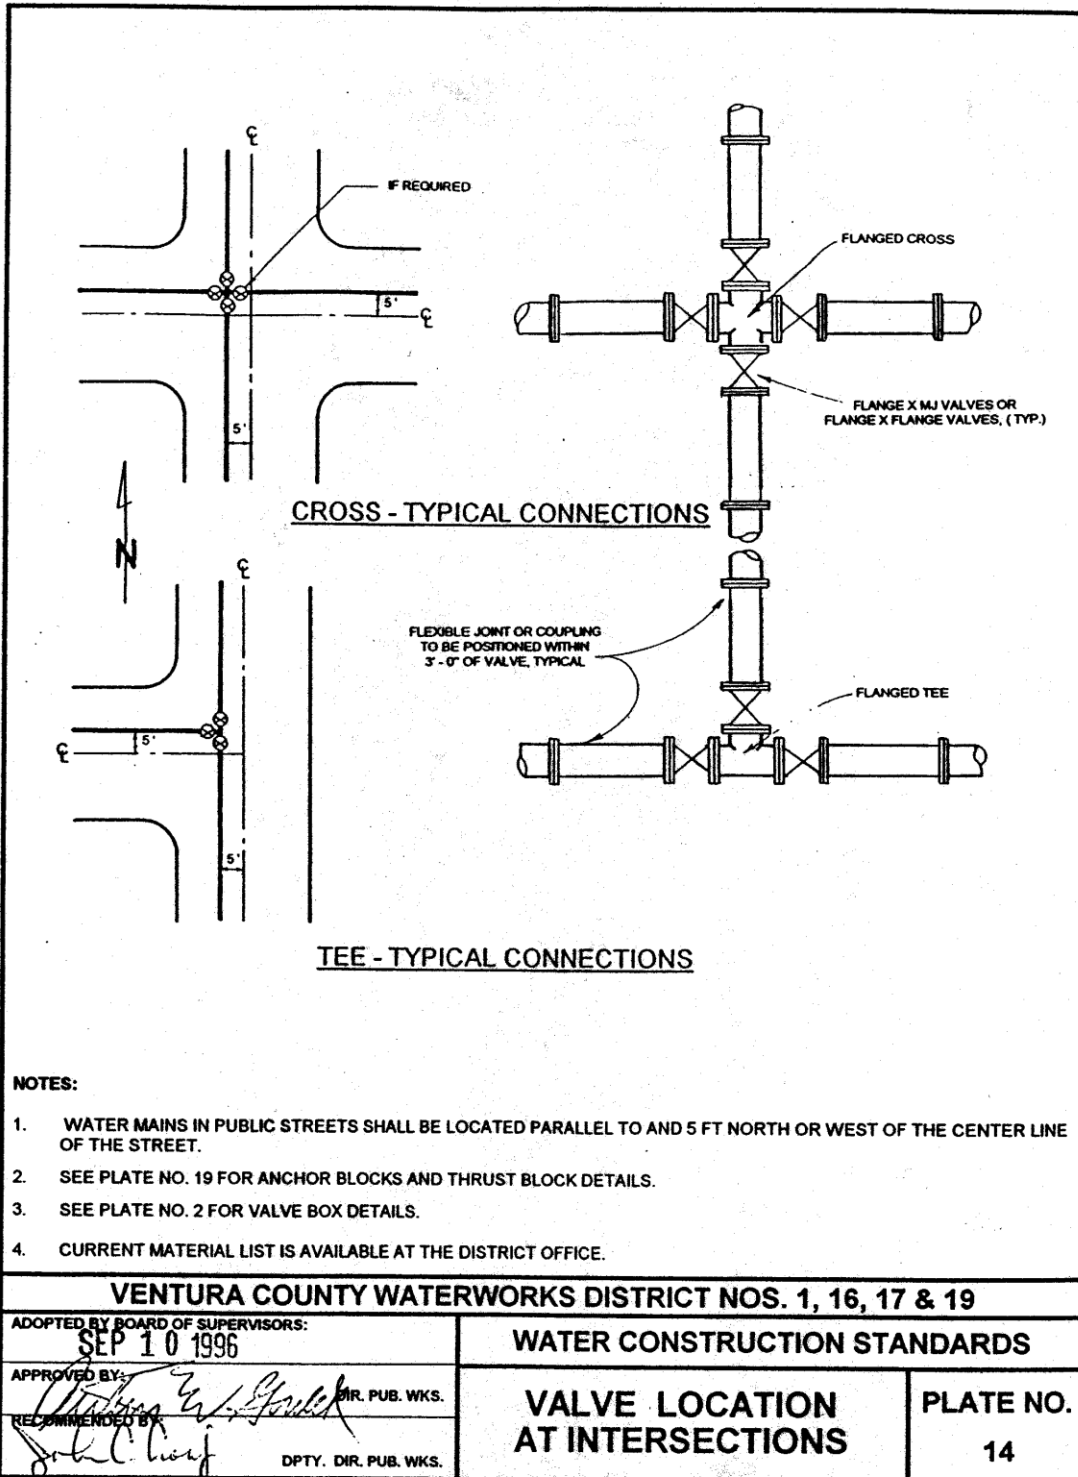 ℄
IF REQUIRED
5'
℄
5'
FLANGED CROSS
FLANGE X MJ VALVES OR
FLANGE X FLANGE VALVES, ( TYP.)
CROSS - TYPICAL CONNECTIONS
N
℄
FLEXIBLE JOINT OR COUPLING
TO BE POSITIONED WITHIN
3' - 0" OF VALVE, TYPICAL
FLANGED TEE
℄
5'
5'
TEE - TYPICAL CONNECTIONS
NOTES:
1. WATER MAINS IN PUBLIC STREETS SHALL BE LOCATED PARALLEL TO AND 5 FT NORTH OR WEST OF THE CENTER LINE
OF THE STREET.
2. SEE PLATE NO. 19 FOR ANCHOR BLOCKS AND THRUST BLOCK DETAILS.
3. SEE PLATE NO. 2 FOR VALVE BOX DETAILS.
4. CURRENT MATERIAL LIST IS AVAILABLE AT THE DISTRICT OFFICE.
VENTURA COUNTY WATERWORKS DISTRICT NOS. 1, 16, 17 & 19
ADOPTED BY BOARD OF SUPERVISORS:
SEP 10 1996
APPROVED BY:
DIR. PUB. WKS.
RECOMMENDED BY:
John C.
DPTY. DIR. PUB. WKS.
WATER CONSTRUCTION STANDARDS
VALVE LOCATION
AT INTERSECTIONS
PLATE NO.
14